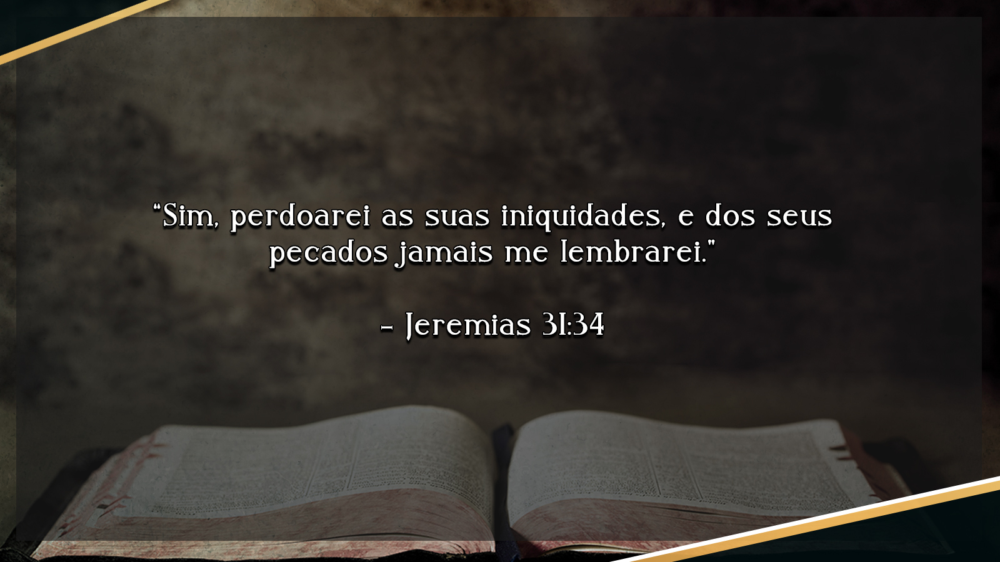 “Sim, perdoarei as suas iniquidades, e dos seus
pecados jamais me lembrarei.”
– Jeremias 31:34